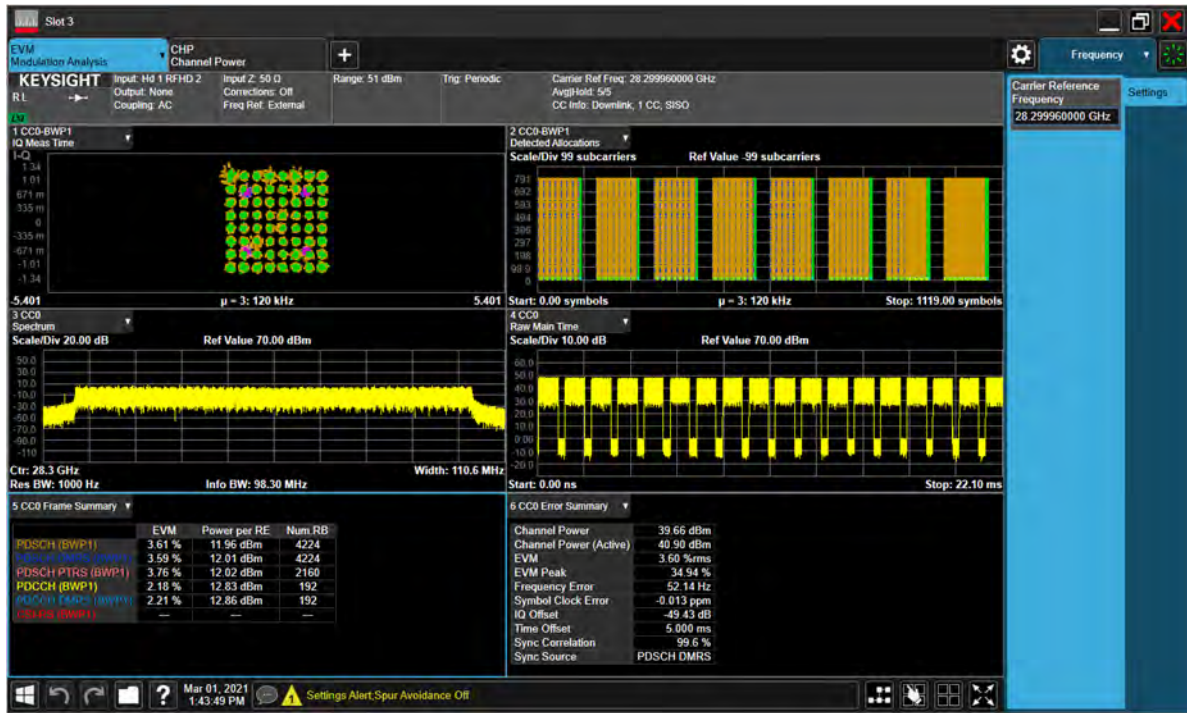 Slot 3
EVM
Modulation Analysis
CHP
Channel Power
+
Frequency
KEYSIGHT
R L
Input: Hd 1 RFHD 2
Output: None
Coupling: AC
Input Z: 50 Ω
Corrections: Off
Freq Ref: External
Range: 51 dBm
Trig: Periodic
Carrier Ref Freq: 28.299960000 GHz
Avg|Hold: 5/5
CC Info: Downlink, 1 CC, SISO
Carrier Reference
Frequency
28.299960000 GHz
Settings
1 CC0-BWP1
IQ Meas Time
I-Q
1.34
1.01
671 m
335 m
0
-335 m
-671 m
-1.01
-1.34
-5.401
μ = 3: 120 kHz
5.401
2 CC0-BWP1
Detected Allocations
Scale/Div 99 subcarriers
Ref Value -99 subcarriers
791
692
593
494
396
297
198
98.9
0
Start: 0.00 symbols
μ = 3: 120 kHz
Stop: 1119.00 symbols
3 CC0
Spectrum
Scale/Div 20.00 dB
Ref Value 70.00 dBm
50.0
30.0
10.0
-10.0
-30.0
-50.0
-70.0
-90.0
-110
Ctr: 28.3 GHz
Width: 110.6 MHz
Res BW: 1000 Hz
Info BW: 98.30 MHz
4 CC0
Raw Main Time
Scale/Div 10.00 dB
Ref Value 70.00 dBm
60.0
50.0
40.0
30.0
20.0
10.0
0.00
-10.0
-20.0
Start: 0.00 ns
Stop: 22.10 ms
5 CC0 Frame Summary
EVM Power per RE Num.RB
PDSCH (BWP1) 3.61 % 11.96 dBm 4224
3.59 % 12.01 dBm 4224
PDSCH PTRS (BWP1) 3.76 % 12.02 dBm 2160
PDCCH (BWP1) 2.18 % 12.83 dBm 192
PDCCH DMRS (BWP1) 2.21 % 12.86 dBm 192
--- --- ---
6 CC0 Error Summary
Channel Power 39.66 dBm
Channel Power (Active) 40.90 dBm
EVM 3.60 %rms
EVM Peak 34.94 %
Frequency Error 52.14 Hz
Symbol Clock Error -0.013 ppm
IQ Offset -49.43 dB
Time Offset 5.000 ms
Sync Correlation 99.6 %
Sync Source PDSCH DMRS
?
Mar 01, 2021
1:43:49 PM
1
Settings Alert;Spur Avoidance Off